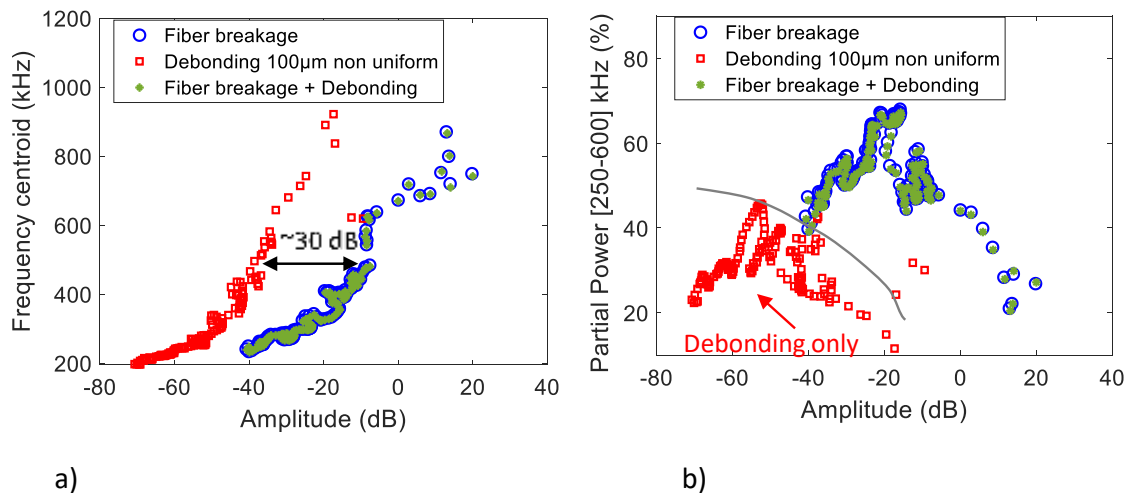 1200
1000
800
600
400
200
-80
-60
-40
-20
0
20
40
Frequency centroid (kHz)
Amplitude (dB)
Fiber breakage
Debonding 100µm non uniform
Fiber breakage + Debonding
~30 dB
a)
80
60
40
20
-80
-60
-40
-20
0
20
40
Partial Power [250-600] kHz (%)
Amplitude (dB)
Fiber breakage
Debonding 100µm non uniform
Fiber breakage + Debonding
Debonding only
b)